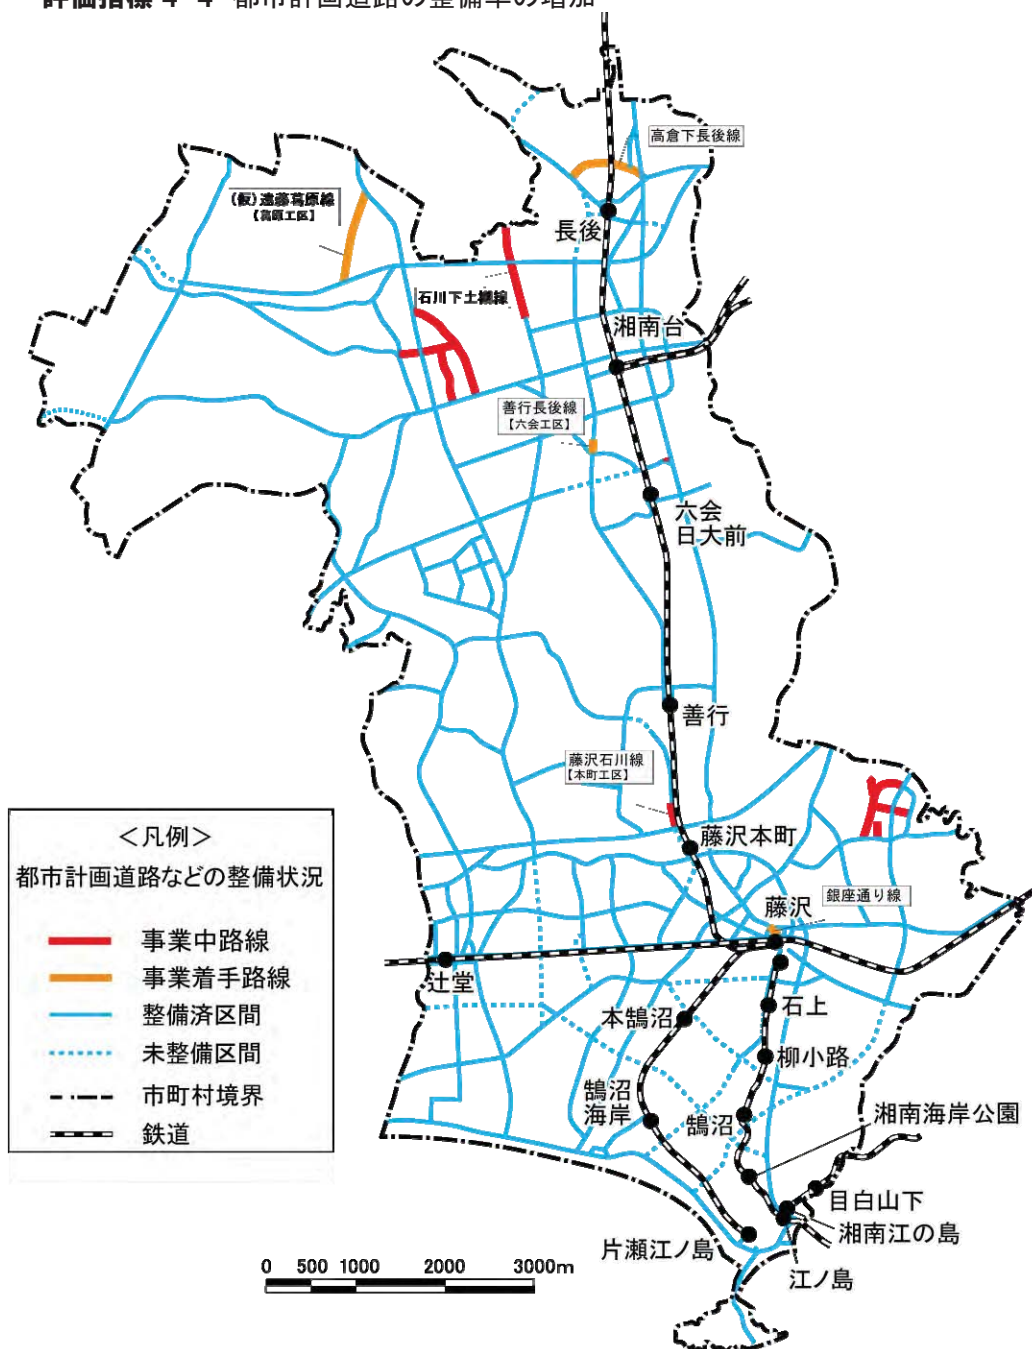 評価指標 4-4 都市計画道路の整備率の増加
高倉下長後線
(仮)遠藤葛原線
【葛原工区】
長後
石川下土棚線
湘南台
善行長後線
【六会工区】
六会
日大前
善行
藤沢石川線
【本町工区】
藤沢本町
銀座通り線
藤沢
辻堂
石上
本鵠沼
柳小路
鵠沼
海岸
鵠沼
湘南海岸公園
目白山下
湘南江の島
片瀬江ノ島
江ノ島
＜凡例＞
都市計画道路などの整備状況
事業中路線
事業着手路線
整備済区間
未整備区間
市町村境界
鉄道
0 500 1000 2000 3000m